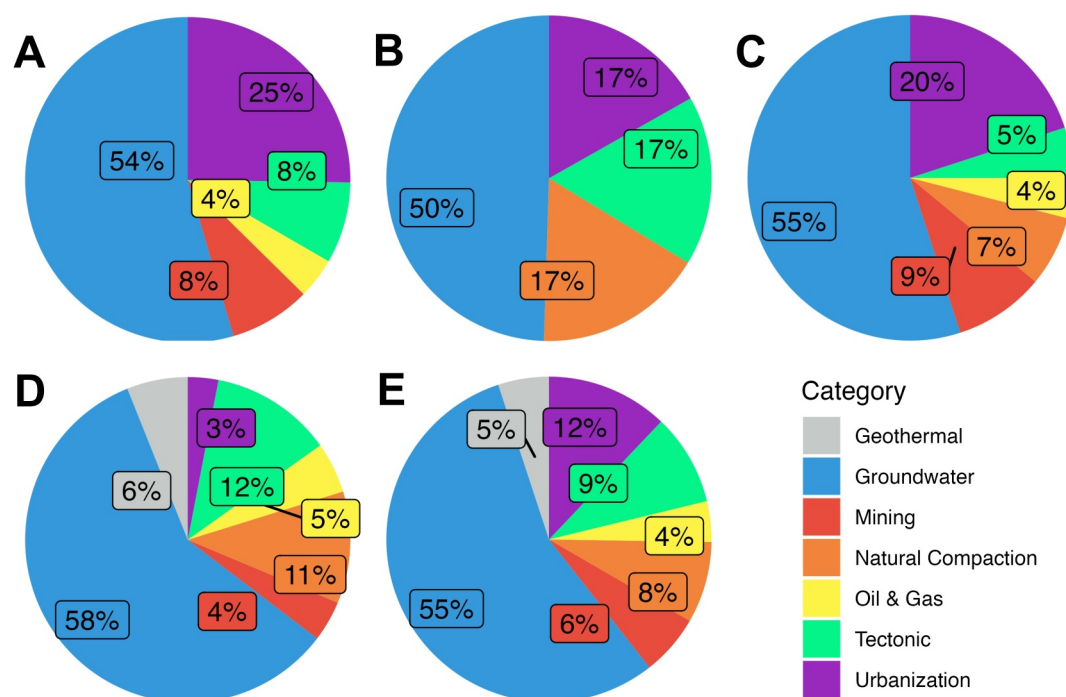 A
25%
54%
8%
4%
8%
B
17%
17%
50%
17%
C
20%
5%
4%
55%
7%
9%
D
3%
6%
12%
5%
11%
4%
58%
E
5%
12%
9%
4%
8%
55%
6%
Category
Geothermal
Groundwater
Mining
Natural Compaction
Oil & Gas
Tectonic
Urbanization